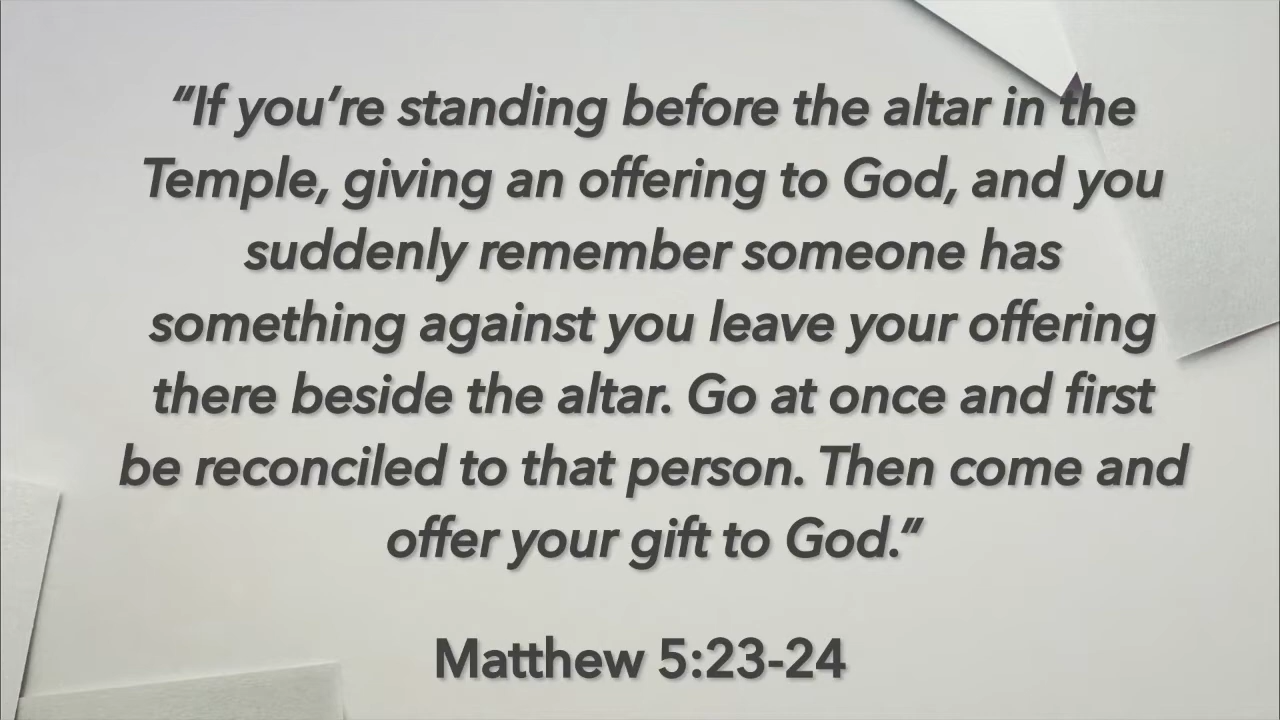 “If you’re standing before the altar in the
Temple, giving an offering to God, and you
suddenly remember someone has
something against you leave your offering
there beside the altar. Go at once and first
be reconciled to that person. Then come and
offer your gift to God.”
Matthew 5:23-24